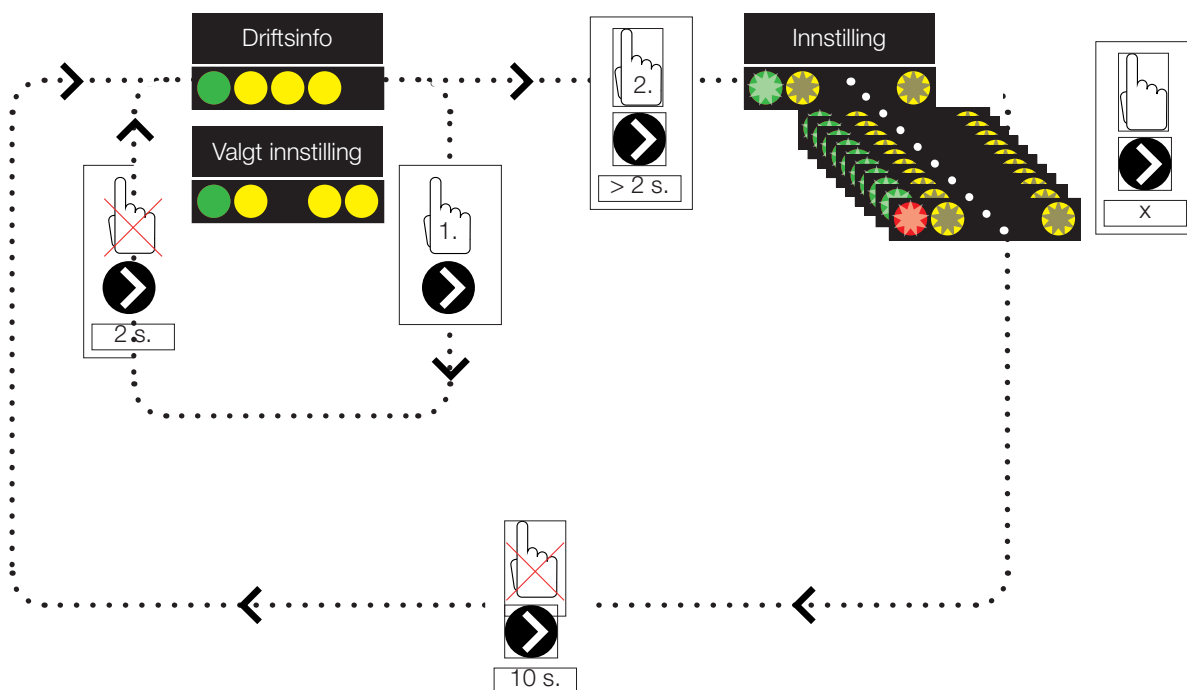 Driftsinfo
Innstilling
2.
Valgt innstilling
> 2 s.
x
1.
2 s.
10 s.